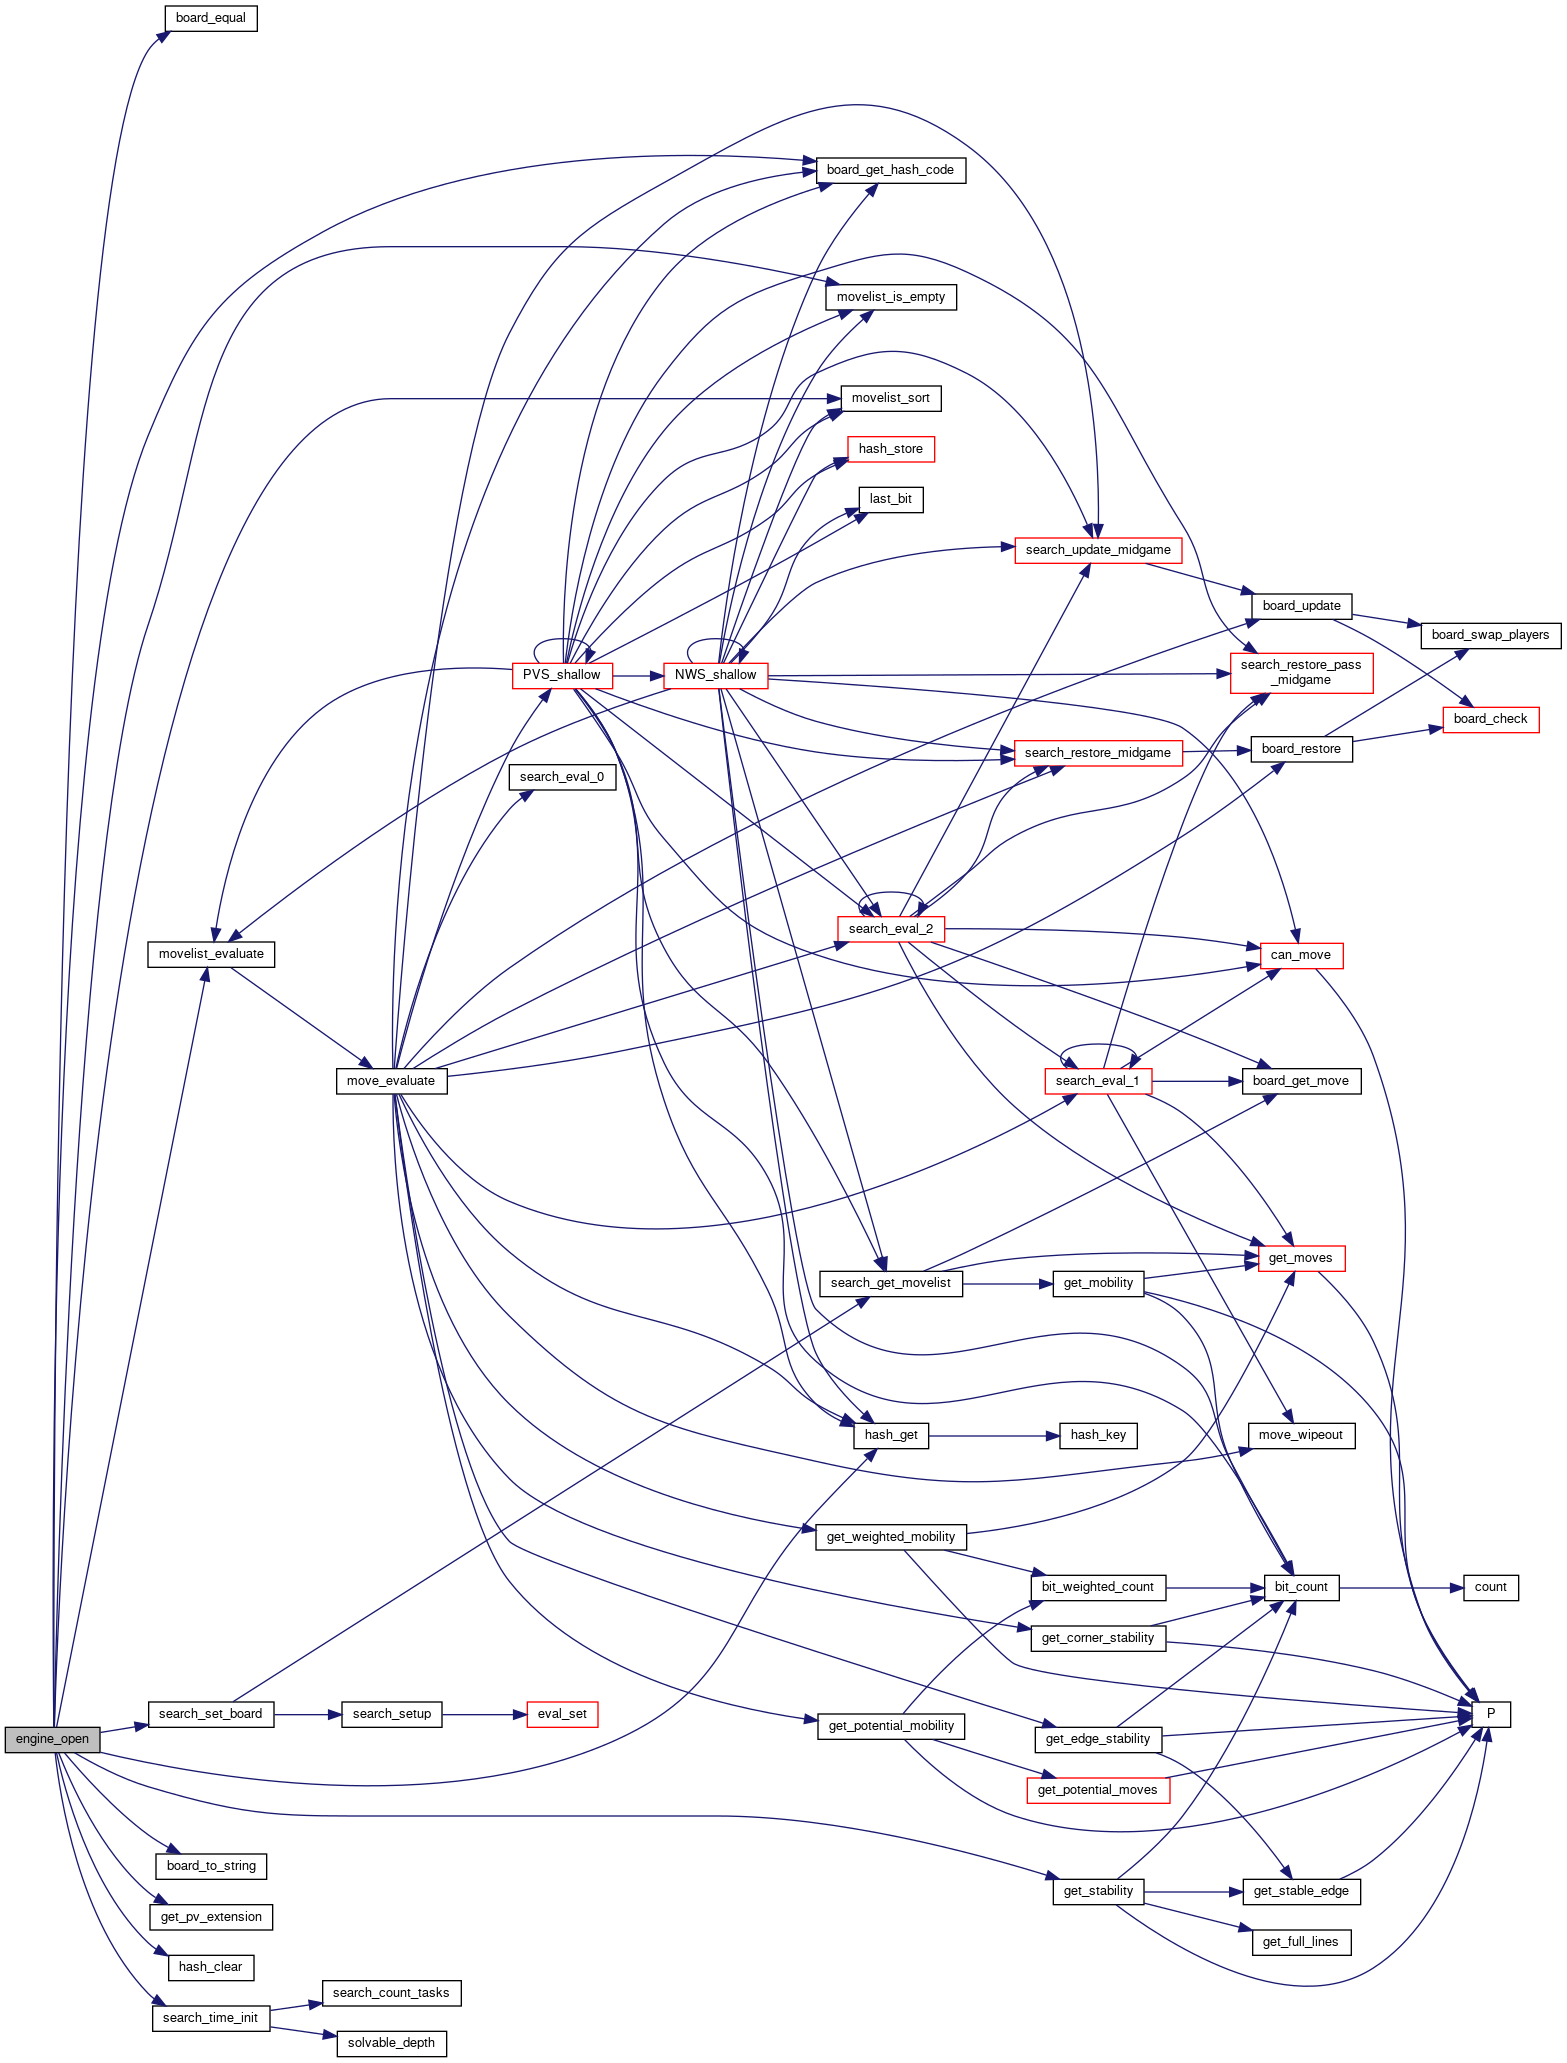 board_equal
board_get_hash_code
movelist_is_empty
movelist_sort
hash_store
last_bit
search_update_midgame
board_update
board_swap_players
PVS_shallow
NWS_shallow
search_restore_pass
_midgame
board_check
search_restore_midgame
board_restore
search_eval_0
search_eval_2
movelist_evaluate
can_move
move_evaluate
search_eval_1
board_get_move
get_moves
search_get_movelist
get_mobility
hash_get
hash_key
move_wipeout
get_weighted_mobility
bit_weighted_count
bit_count
count
get_corner_stability
search_set_board
search_setup
eval_set
P
engine_open
get_potential_mobility
get_edge_stability
get_potential_moves
board_to_string
get_stability
get_stable_edge
get_pv_extension
get_full_lines
hash_clear
search_count_tasks
search_time_init
solvable_depth